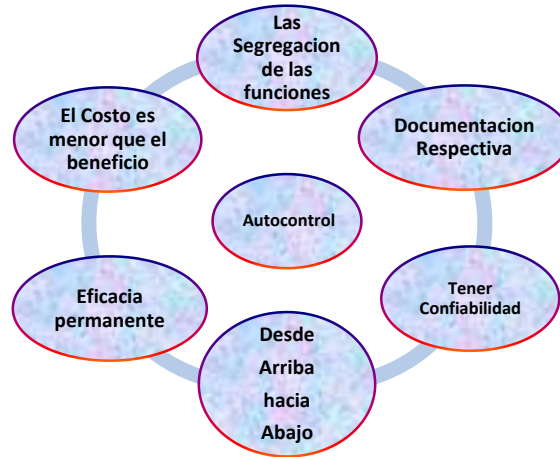 Las
Segregacion
de las
funciones
El Costo es
menor que el
beneficio
Documentacion
Respectiva
Autocontrol
Eficacia
permanente
Tener
Confiabilidad
Desde
Arriba
hacia
Abajo